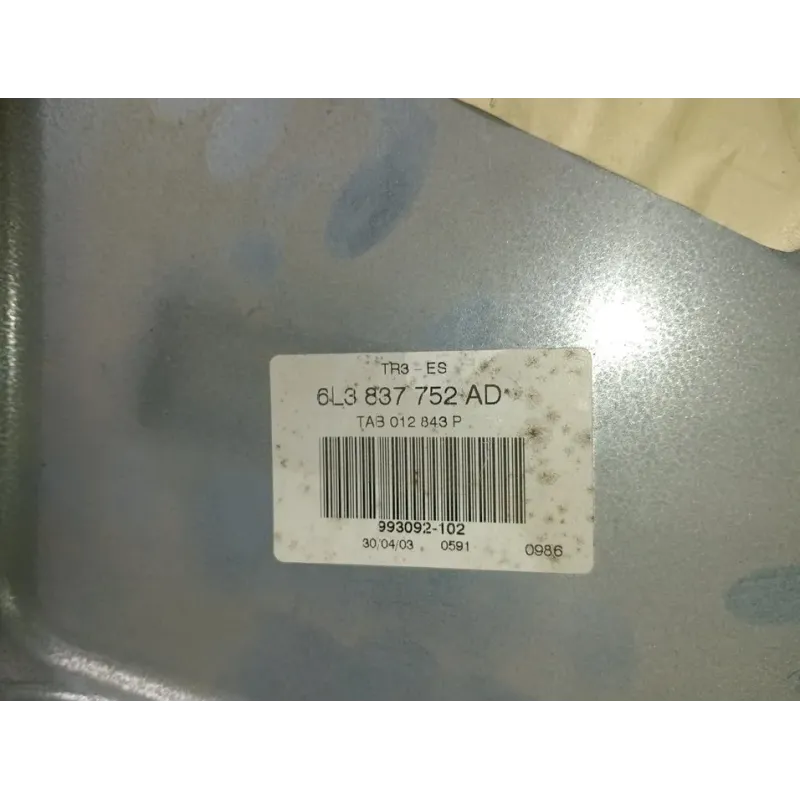 TR3 - ES
6L3 837 752 AD
TAB 012 843 P
993092-102
30/04/03 0591 0986